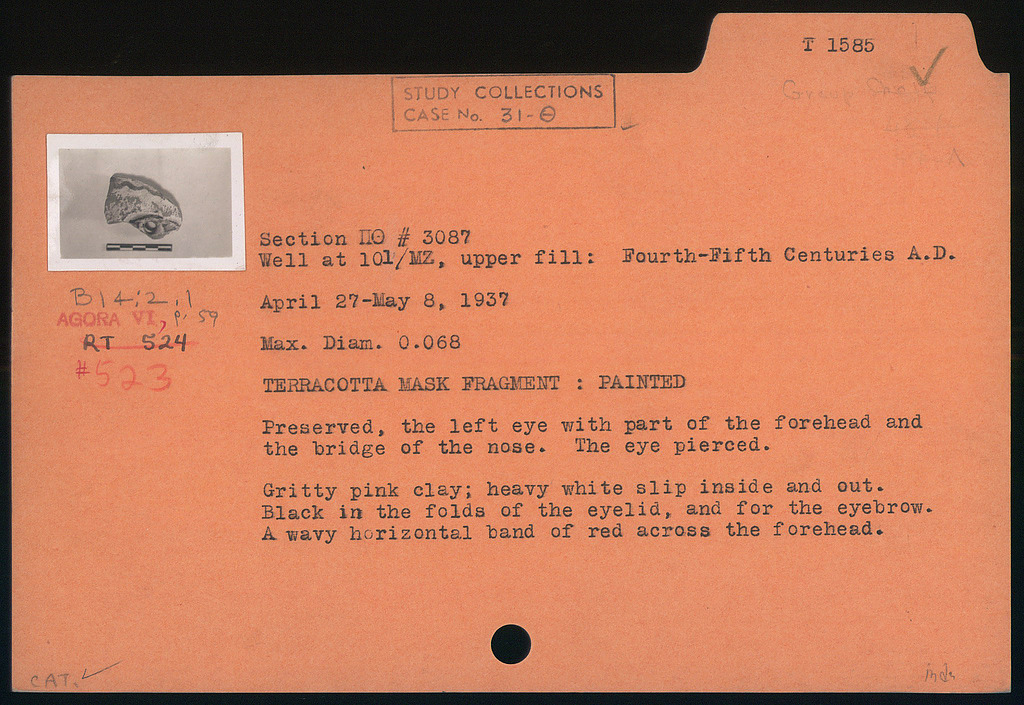 T 1585
STUDY COLLECTIONS
CASE No. 31-Θ
Section ΠΘ # 3087
Well at 101/MZ, upper fill: Fourth-Fifth Centuries A.D.
April 27-May 8, 1937
B14:2.1
AGORA VI, p. 59
RT 524
#523
Max. Diam. 0.068
TERRACOTTA MASK FRAGMENT : PAINTED
Preserved, the left eye with part of the forehead and
the bridge of the nose. The eye pierced.
Gritty pink clay; heavy white slip inside and out.
Black in the folds of the eyelid, and for the eyebrow.
A wavy horizontal band of red across the forehead.
CAT.